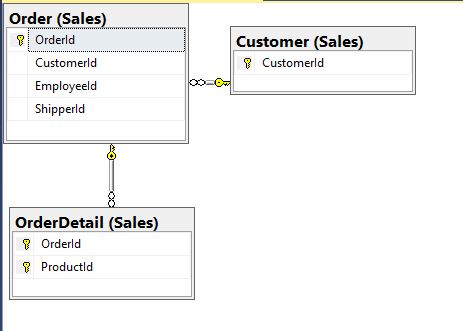 Order (Sales)
OrderId
CustomerId
EmployeeId
ShipperId
Customer (Sales)
CustomerId
OrderDetail (Sales)
OrderId
ProductId